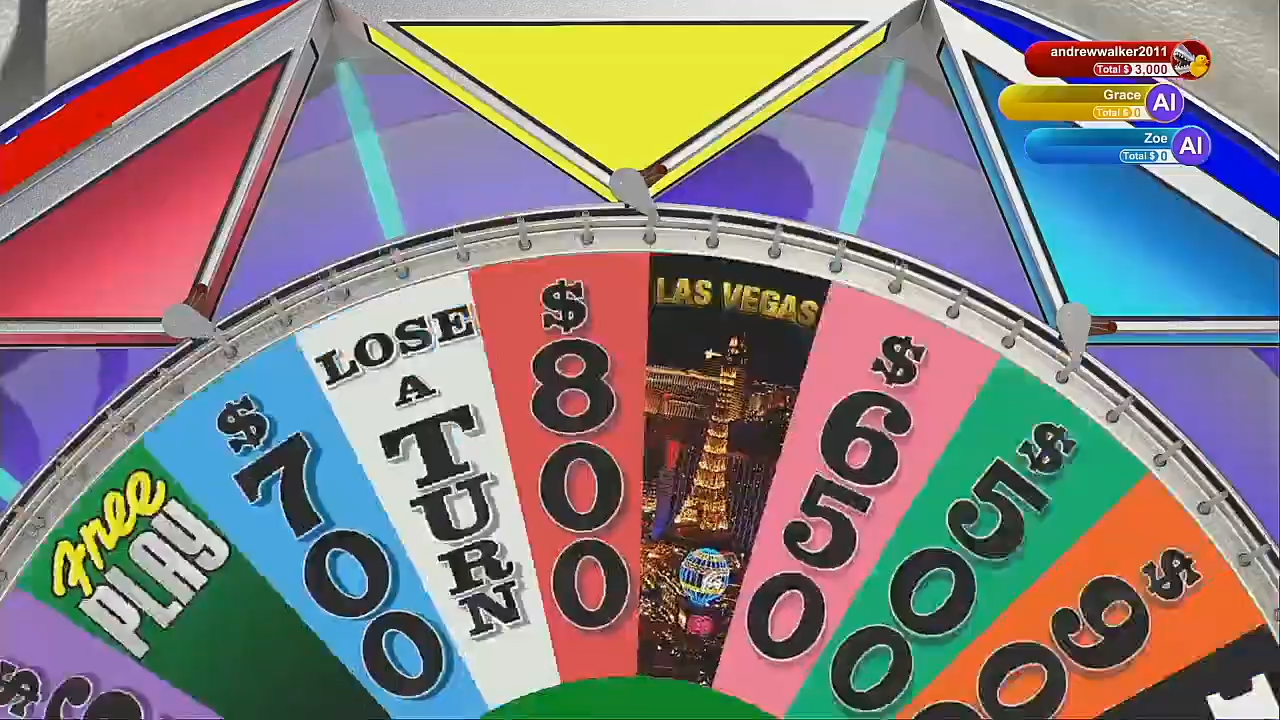 andrewwalker2011
Total $ 3,000
Grace
AI
Total $ 0
Zoe
AI
Total $ 0
Free
PLAY
$700
LOSE
A
TURN
$800
LAS VEGAS
$650
$500
$900